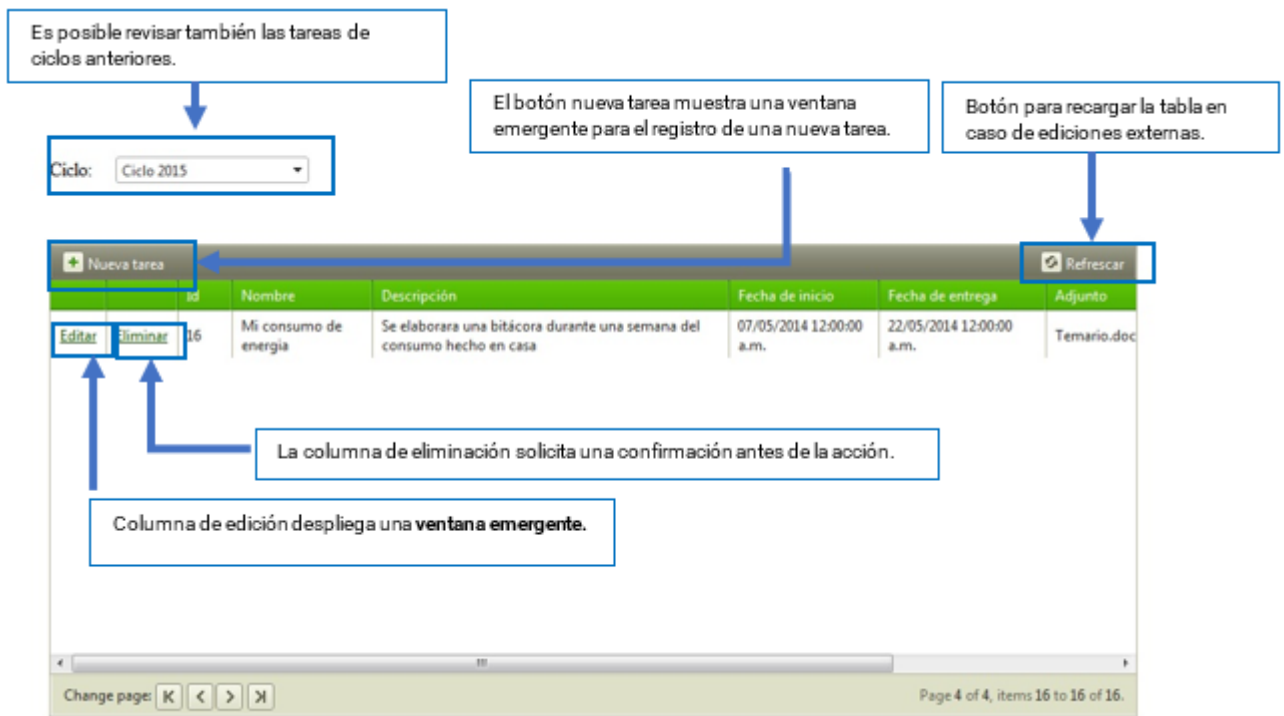 Es posible revisar también las tareas de
ciclos anteriores.
El botón nueva tarea muestra una ventana
emergente para el registro de una nueva tarea.
Botón para recargar la tabla en
caso de ediciones externas.
Ciclo: Ciclo 2015
Nueva tarea Refrescar
Id Nombre Descripción Fecha de inicio Fecha de entrega Adjunto
Editar Eliminar 16 Mi consumo de Se elaborara una bitácora durante una semana del 07/05/2014 12:00:00 22/05/2014 12:00:00 Temario.doc
energia consumo hecho en casa a.m. a.m.
La columna de eliminación solicita una confirmación antes de la acción.
Columna de edición despliega una ventana emergente.
Change page: Page 4 of 4, items 16 to 16 of 16.